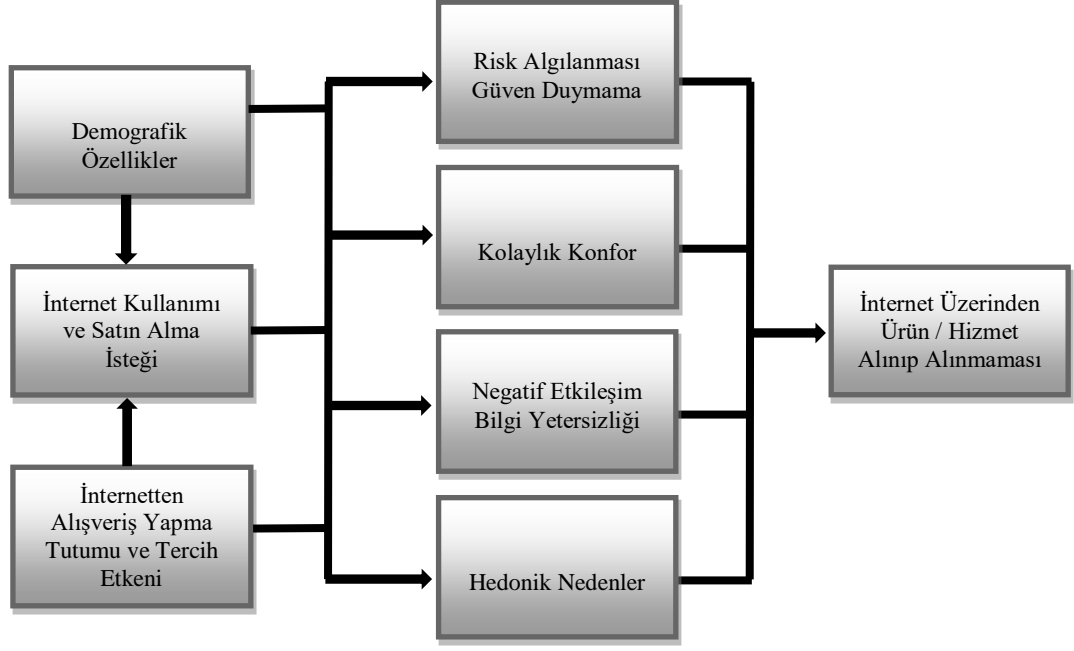 Demografik
Özellikler
İnternet Kullanımı
ve Satın Alma
İsteği
İnternetten
Alışveriş Yapma
Tutumu ve Tercih
Etkeni
Risk Algılanması
Güven Duymama
Kolaylık Konfor
Negatif Etkileşim
Bilgi Yetersizliği
Hedonik Nedenler
İnternet Üzerinden
Ürün / Hizmet
Alınıp Alınmaması